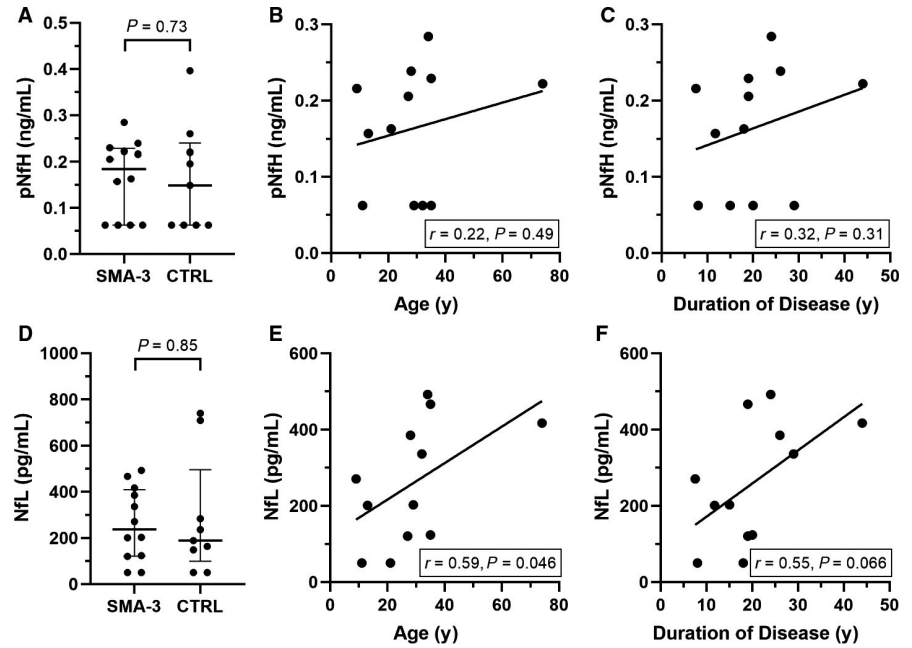 A
P = 0.73
pNfH (ng/mL)
0.5
0.4
0.3
0.2
0.1
0.0
SMA-3 CTRL
B
pNfH (ng/mL)
0.3
0.2
0.1
0.0
r = 0.22, P = 0.49
0 20 40 60 80
Age (y)
C
pNfH (ng/mL)
0.3
0.2
0.1
0.0
r = 0.32, P = 0.31
0 10 20 30 40 50
Duration of Disease (y)
D
P = 0.85
NfL (pg/mL)
1000
800
600
400
200
0
SMA-3 CTRL
E
NfL (pg/mL)
600
400
200
0
r = 0.59, P = 0.046
0 20 40 60 80
Age (y)
F
NfL (pg/mL)
600
400
200
0
r = 0.55, P = 0.066
0 10 20 30 40 50
Duration of Disease (y)